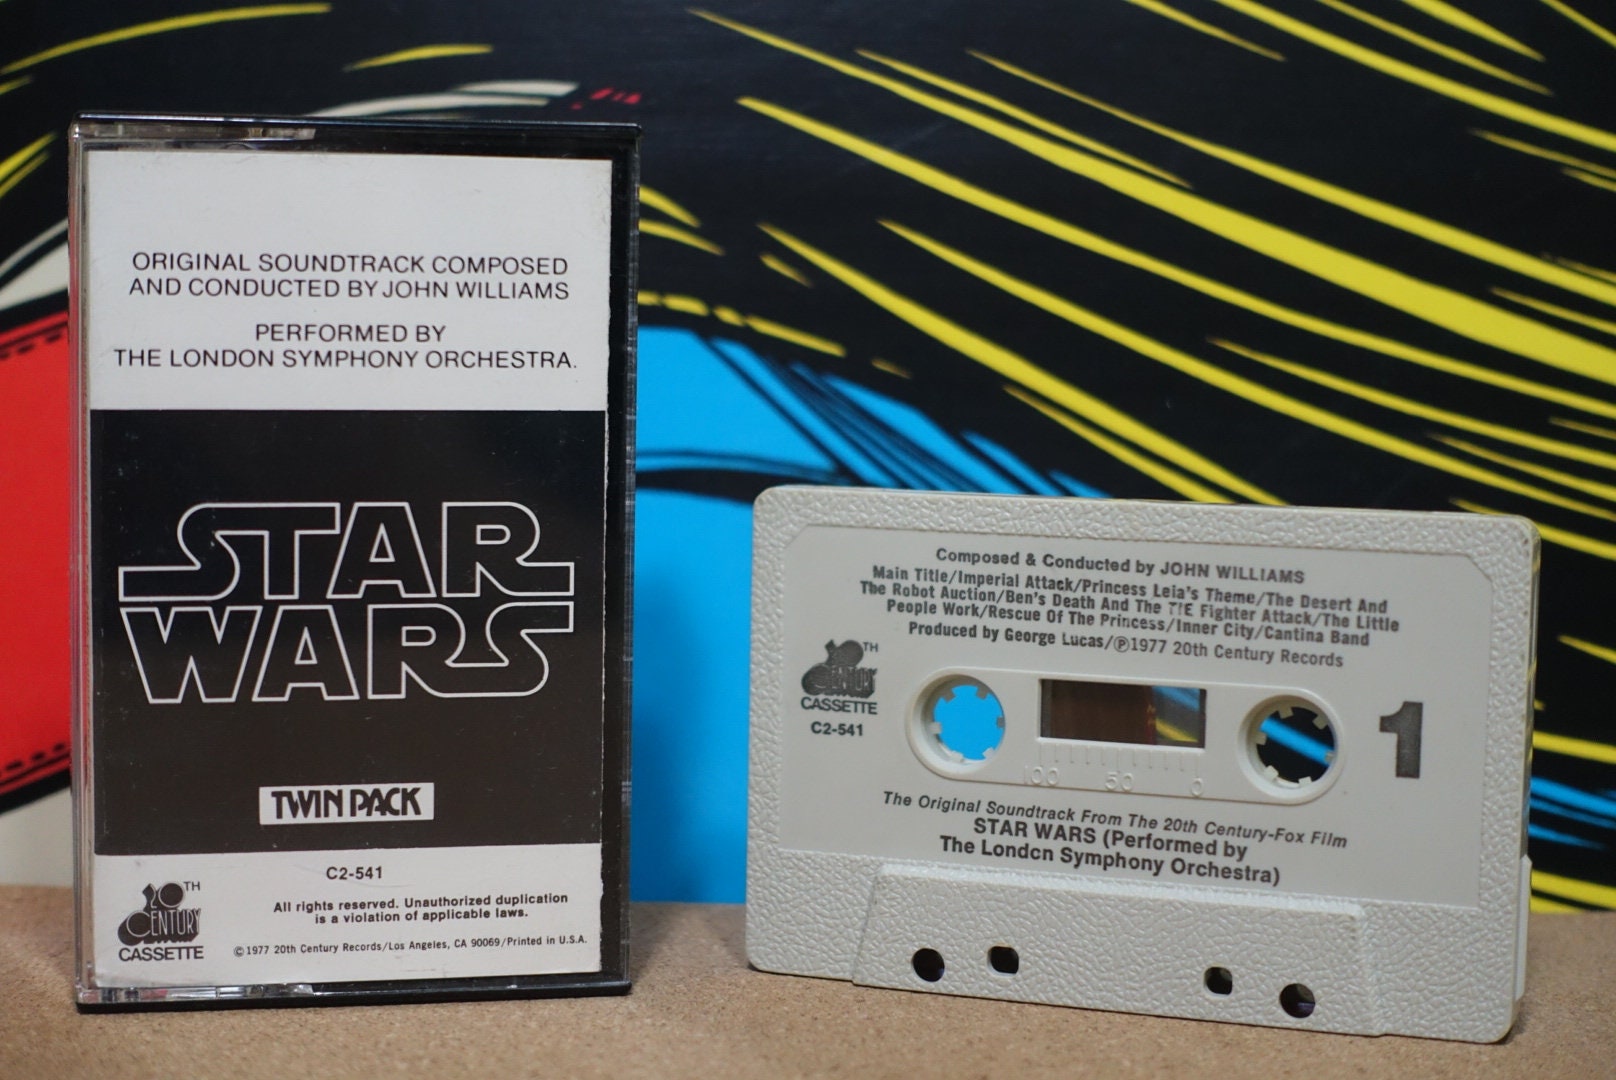 ORIGINAL SOUNDTRACK COMPOSED
AND CONDUCTED BY JOHN WILLIAMS
PERFORMED BY
THE LONDON SYMPHONY ORCHESTRA.
STAR
WARS
TWIN PACK
C2-541
All rights reserved. Unauthorized duplication
is a violation of applicable laws.
20TH
CENTURY
CASSETTE
©1977 20th Century Records/Los Angeles, CA 90069/Printed in U.S.A.
Composed & Conducted by JOHN WILLIAMS
Main Title/Imperial Attack/Princess Leia's Theme/The Desert And
The Robot Auction/Ben's Death And The TIE Fighter Attack/The Little
People Work/Rescue Of The Princess/Inner City/Cantina Band
Produced by George Lucas/℗1977 20th Century Records
20TH
CENTURY
CASSETTE
C2-541
1
100 50 0
The Original Soundtrack From The 20th Century-Fox Film
STAR WARS (Performed by
The London Symphony Orchestra)